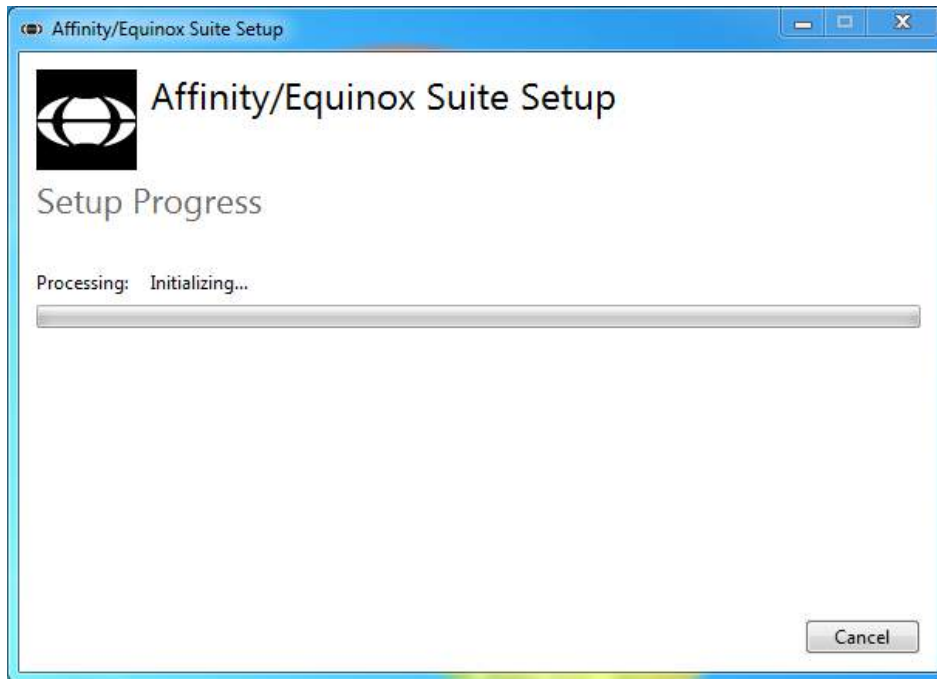 Affinity/Equinox Suite Setup
Affinity/Equinox Suite Setup
Setup Progress
Processing: Initializing...
Cancel